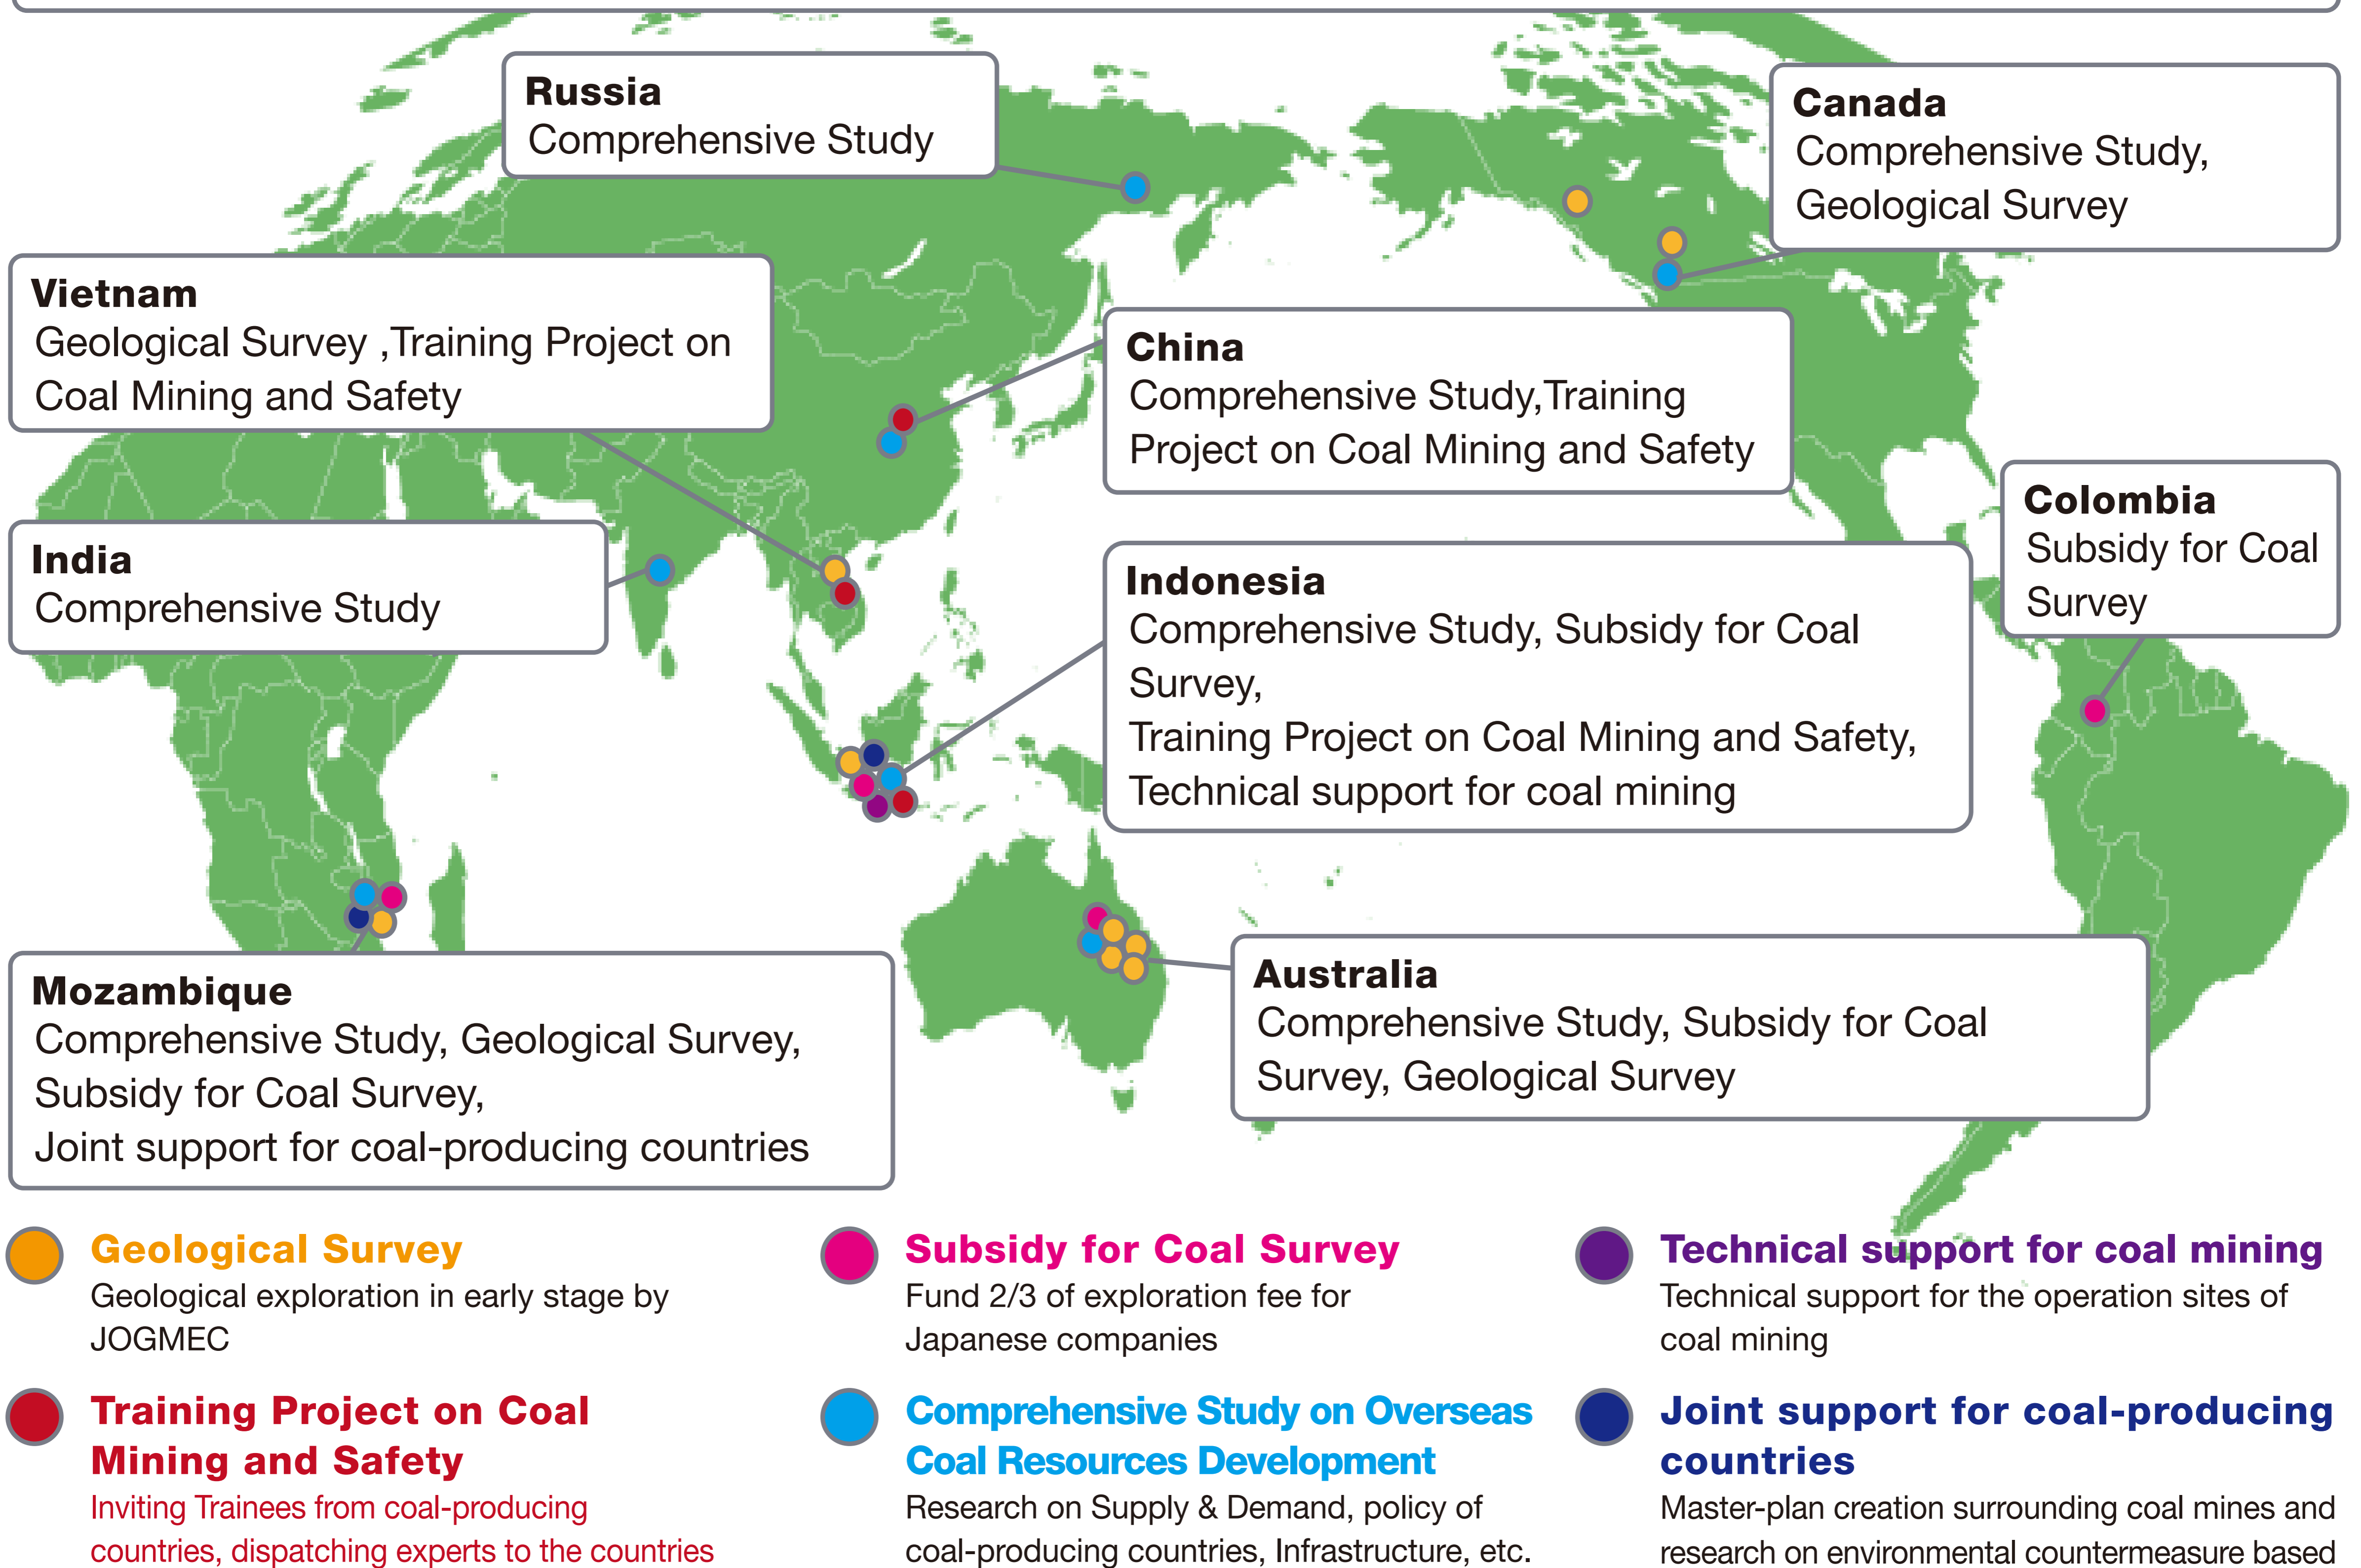 Russia
Comprehensive Study
Canada
Comprehensive Study,
Geological Survey
Vietnam
Geological Survey ,Training Project on
Coal Mining and Safety
China
Comprehensive Study,Training
Project on Coal Mining and Safety
Colombia
Subsidy for Coal
Survey
India
Comprehensive Study
Indonesia
Comprehensive Study, Subsidy for Coal
Survey,
Training Project on Coal Mining and Safety,
Technical support for coal mining
Mozambique
Comprehensive Study, Geological Survey,
Subsidy for Coal Survey,
Joint support for coal-producing countries
Australia
Comprehensive Study, Subsidy for Coal
Survey, Geological Survey
Geological Survey
Geological exploration in early stage by
JOGMEC
Subsidy for Coal Survey
Fund 2/3 of exploration fee for
Japanese companies
Technical support for coal mining
Technical support for the operation sites of
coal mining
Training Project on Coal
Mining and Safety
Inviting Trainees from coal-producing
countries, dispatching experts to the countries
Comprehensive Study on Overseas
Coal Resources Development
Research on Supply & Demand, policy of
coal-producing countries, Infrastructure, etc.
Joint support for coal-producing
countries
Master-plan creation surrounding coal mines and
research on environmental countermeasure based